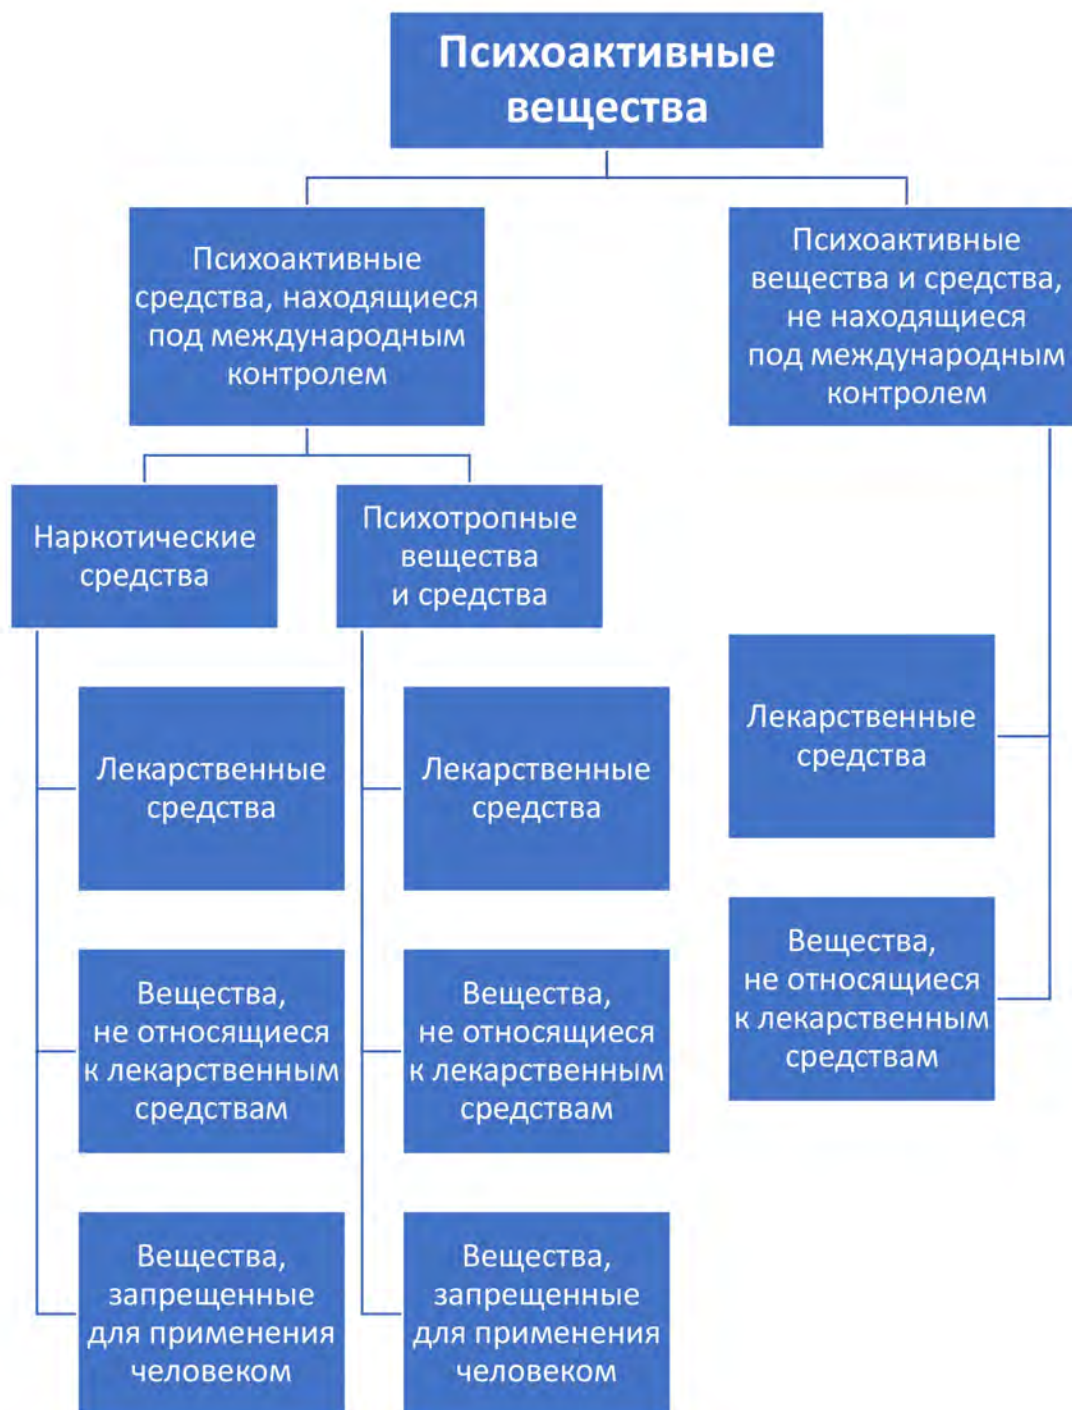 Психоактивные
вещества
Психоактивные
средства, находящиеся
под международным
контролем
Психоактивные
вещества и средства,
не находящиеся
под международным
контролем
Наркотические
средства
Психотропные
вещества
и средства
Лекарственные
средства
Лекарственные
средства
Лекарственные
средства
Вещества,
не относящиеся
к лекарственным
средствам
Вещества,
не относящиеся
к лекарственным
средствам
Вещества,
не относящиеся
к лекарственным
средствам
Вещества,
запрещенные
для применения
человеком
Вещества,
запрещенные
для применения
человеком